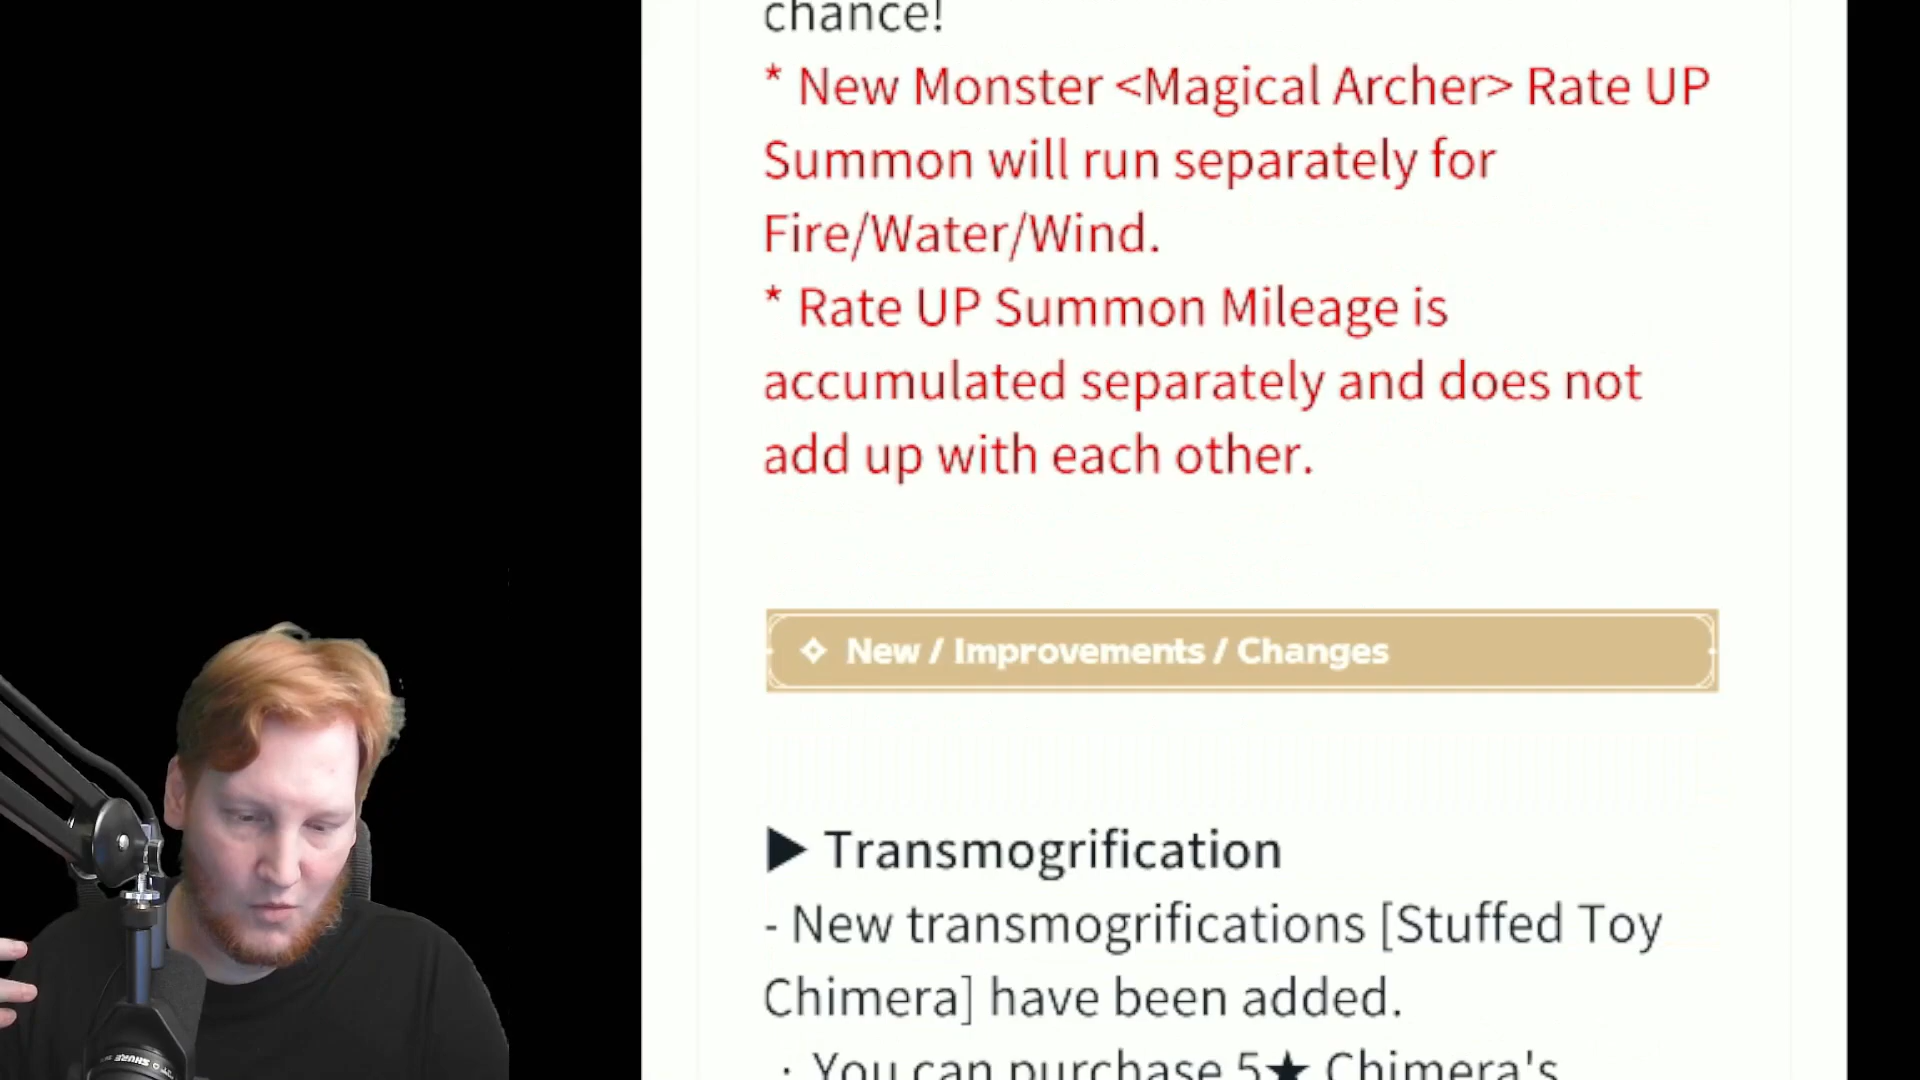 chance!
* New Monster <Magical Archer> Rate UP
Summon will run separately for
Fire/Water/Wind.
* Rate UP Summon Mileage is
accumulated separately and does not
add up with each other.
New / Improvements / Changes
▶ Transmogrification
- New transmogrifications [Stuffed Toy
Chimera] have been added.
· You can purchase 5★ Chimera's
SHURE